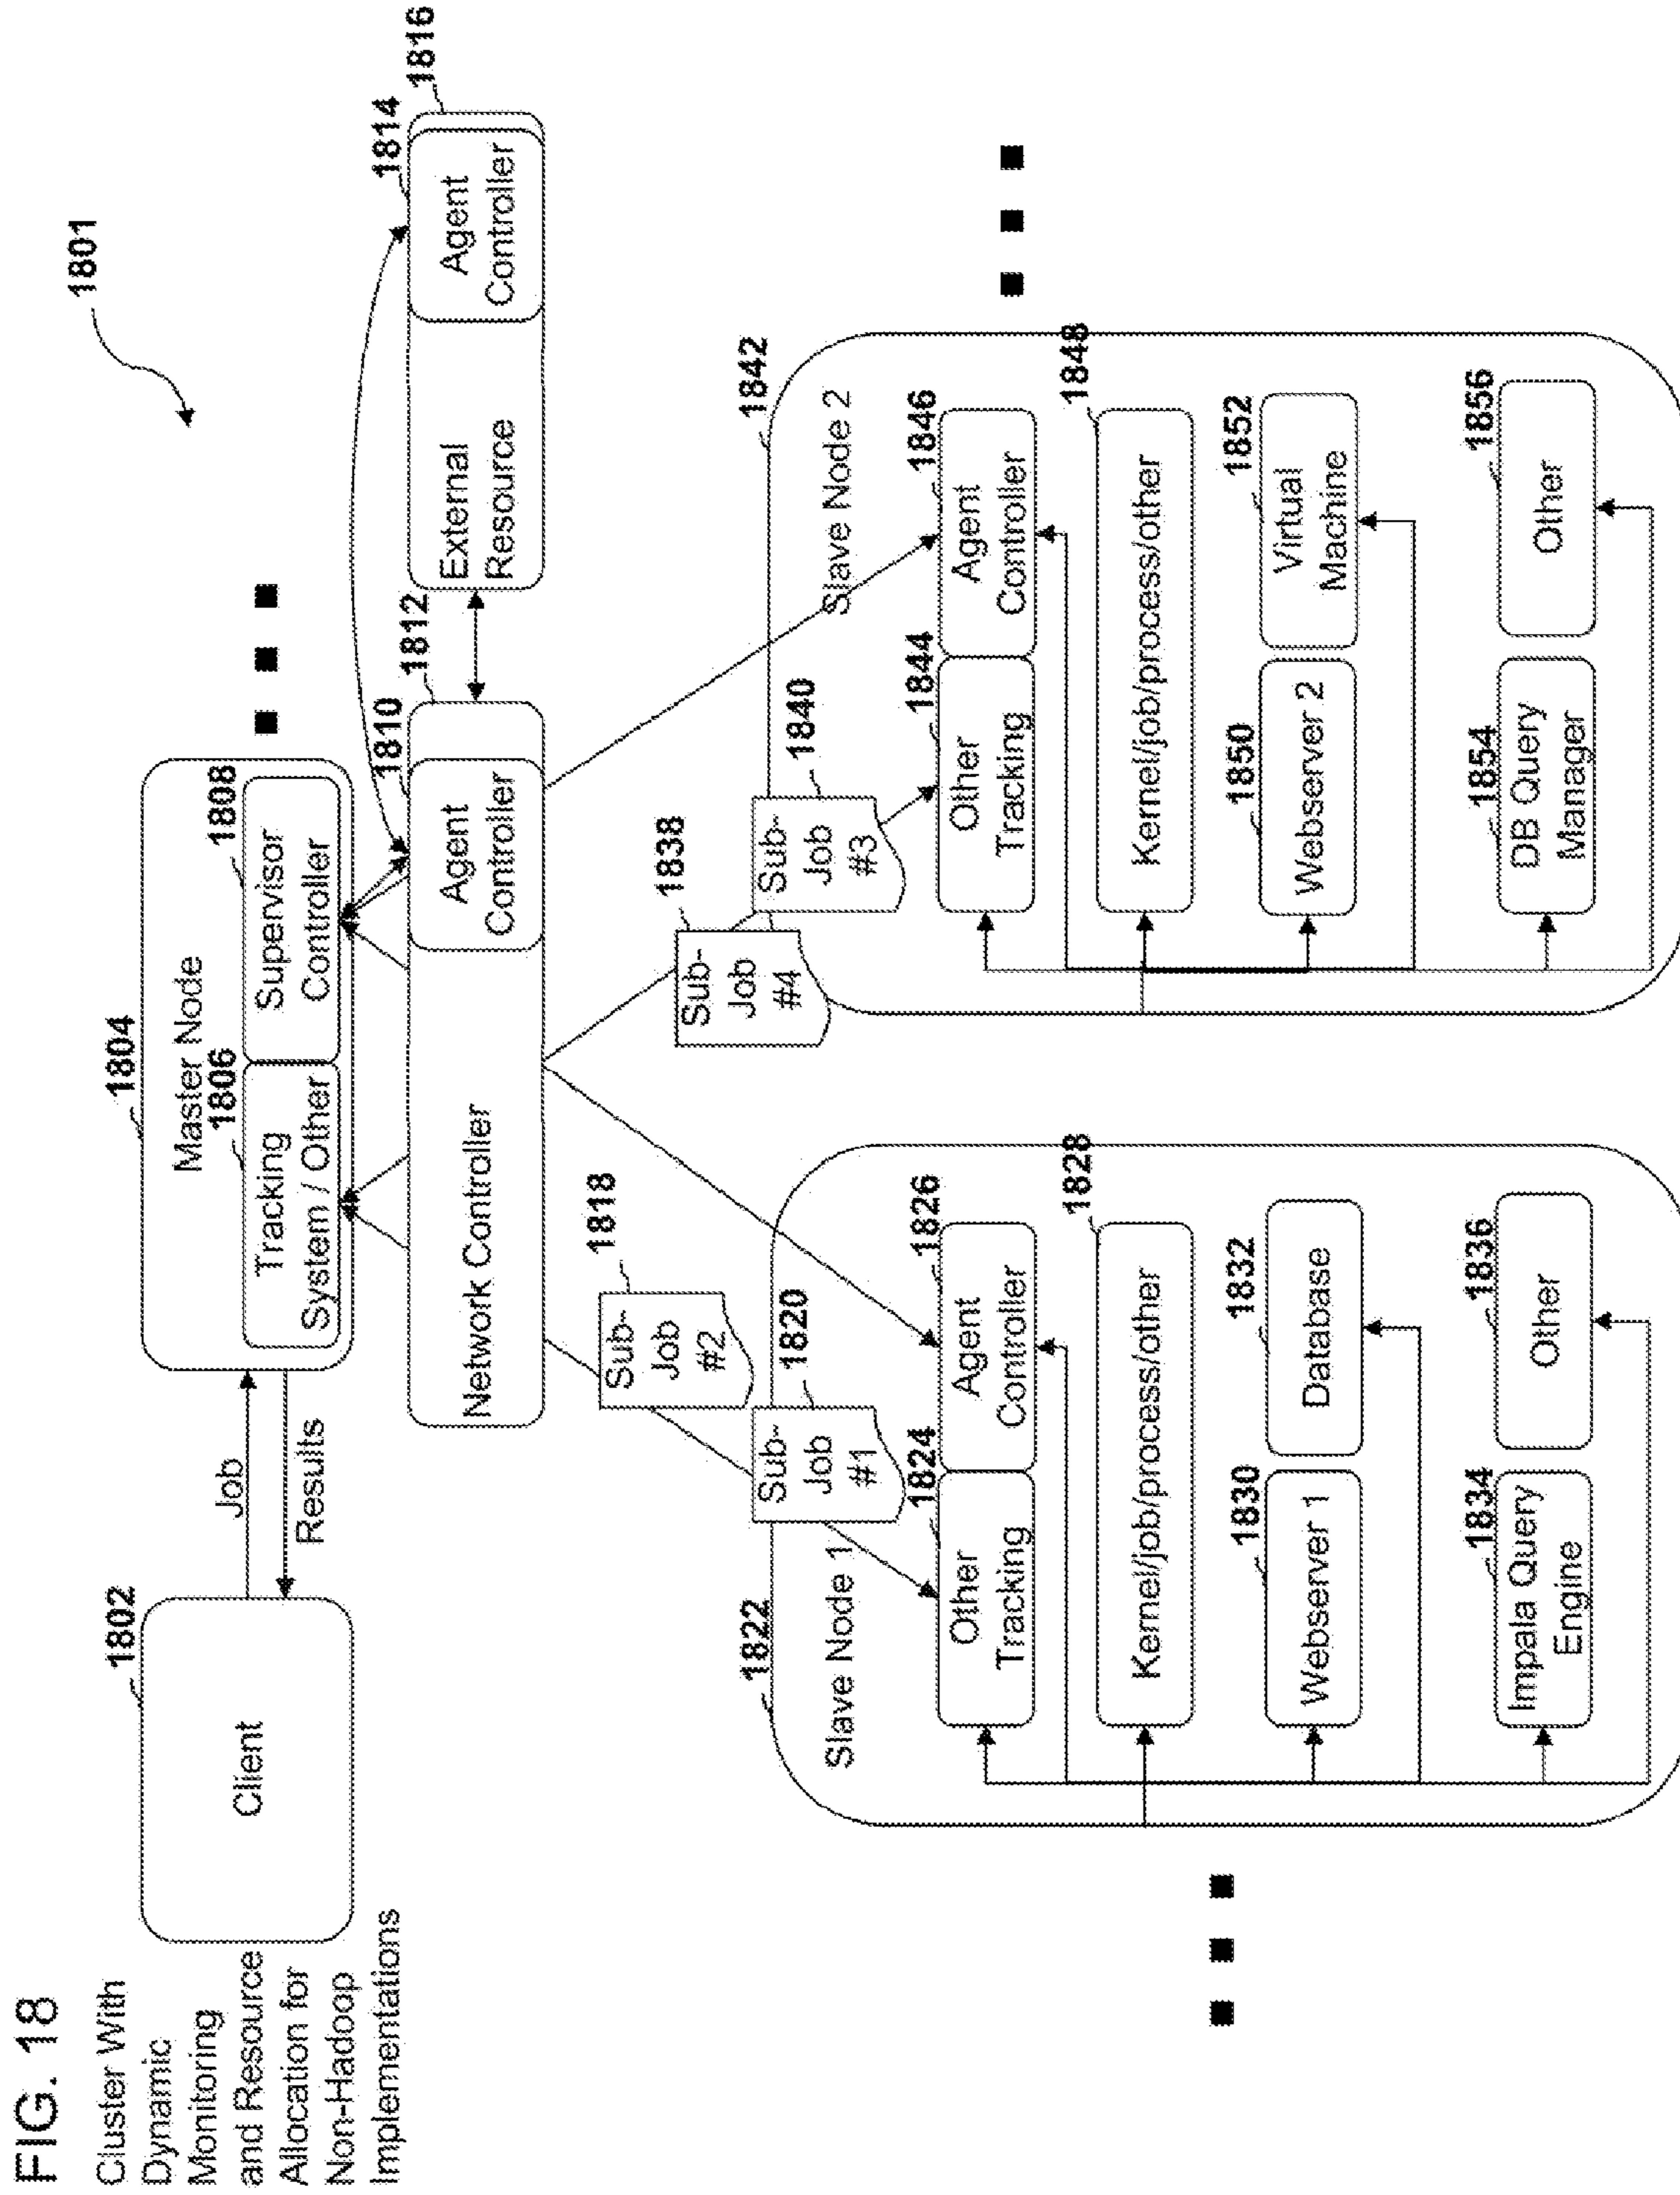 FIG. 18
Cluster With
Dynamic
Monitoring
and Resource
Allocation for
Non-Hadoop
Implementations
1801
1802
Client
Job
Results
1804
Master Node
1806
Tracking
System / Other
1808
Supervisor
Controller
Network Controller
1810
Agent
Controller
1812
External
Resource
1814
Agent
Controller
1816
1818
Sub-
Job
#2
1820
Sub-
Job
#1
1822
Slave Node 1
1824
Other
Tracking
1826
Agent
Controller
1828
Kernel/job/process/other
1830
Webserver 1
1832
Database
1834
Impala Query
Engine
1836
Other
1838
Sub-
Job
#4
1840
Sub-
Job
#3
1842
Slave Node 2
1844
Other
Tracking
1846
Agent
Controller
1848
Kernel/job/process/other
1850
Webserver 2
1852
Virtual
Machine
1854
DB Query
Manager
1856
Other